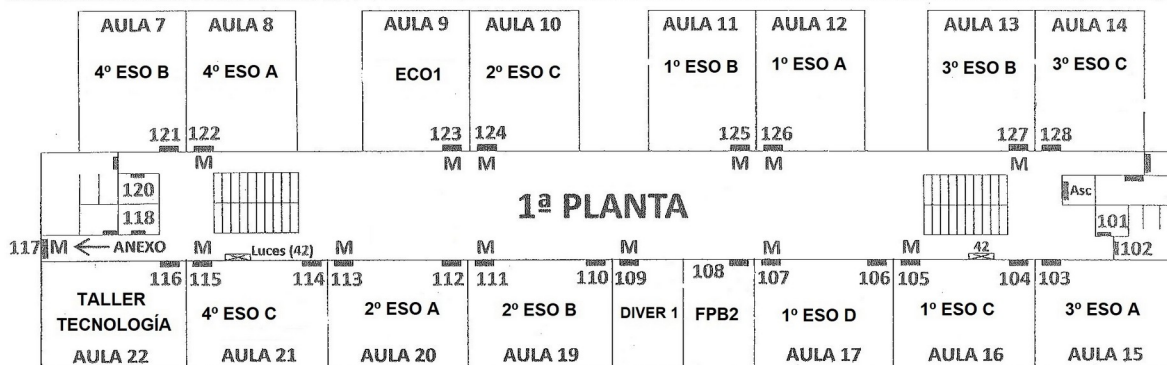 AULA 7 AULA 8 AULA 9 AULA 10 AULA 11 AULA 12 AULA 13 AULA 14
4º ESO B 4º ESO A ECO1 2º ESO C 1º ESO B 1º ESO A 3º ESO B 3º ESO C
121 122 123 124 125 126 127 128
M M M M M M
120 Asc
1ª PLANTA
118 101
117 M ← ANEXO M Luces (42) M M M M M 42 102
116 115 114 113 112 111 110 109 108 107 106 105 104 103
TALLER
TECNOLOGÍA 4º ESO C 2º ESO A 2º ESO B DIVER 1 FPB2 1º ESO D 1º ESO C 3º ESO A
AULA 22 AULA 21 AULA 20 AULA 19 AULA 17 AULA 16 AULA 15